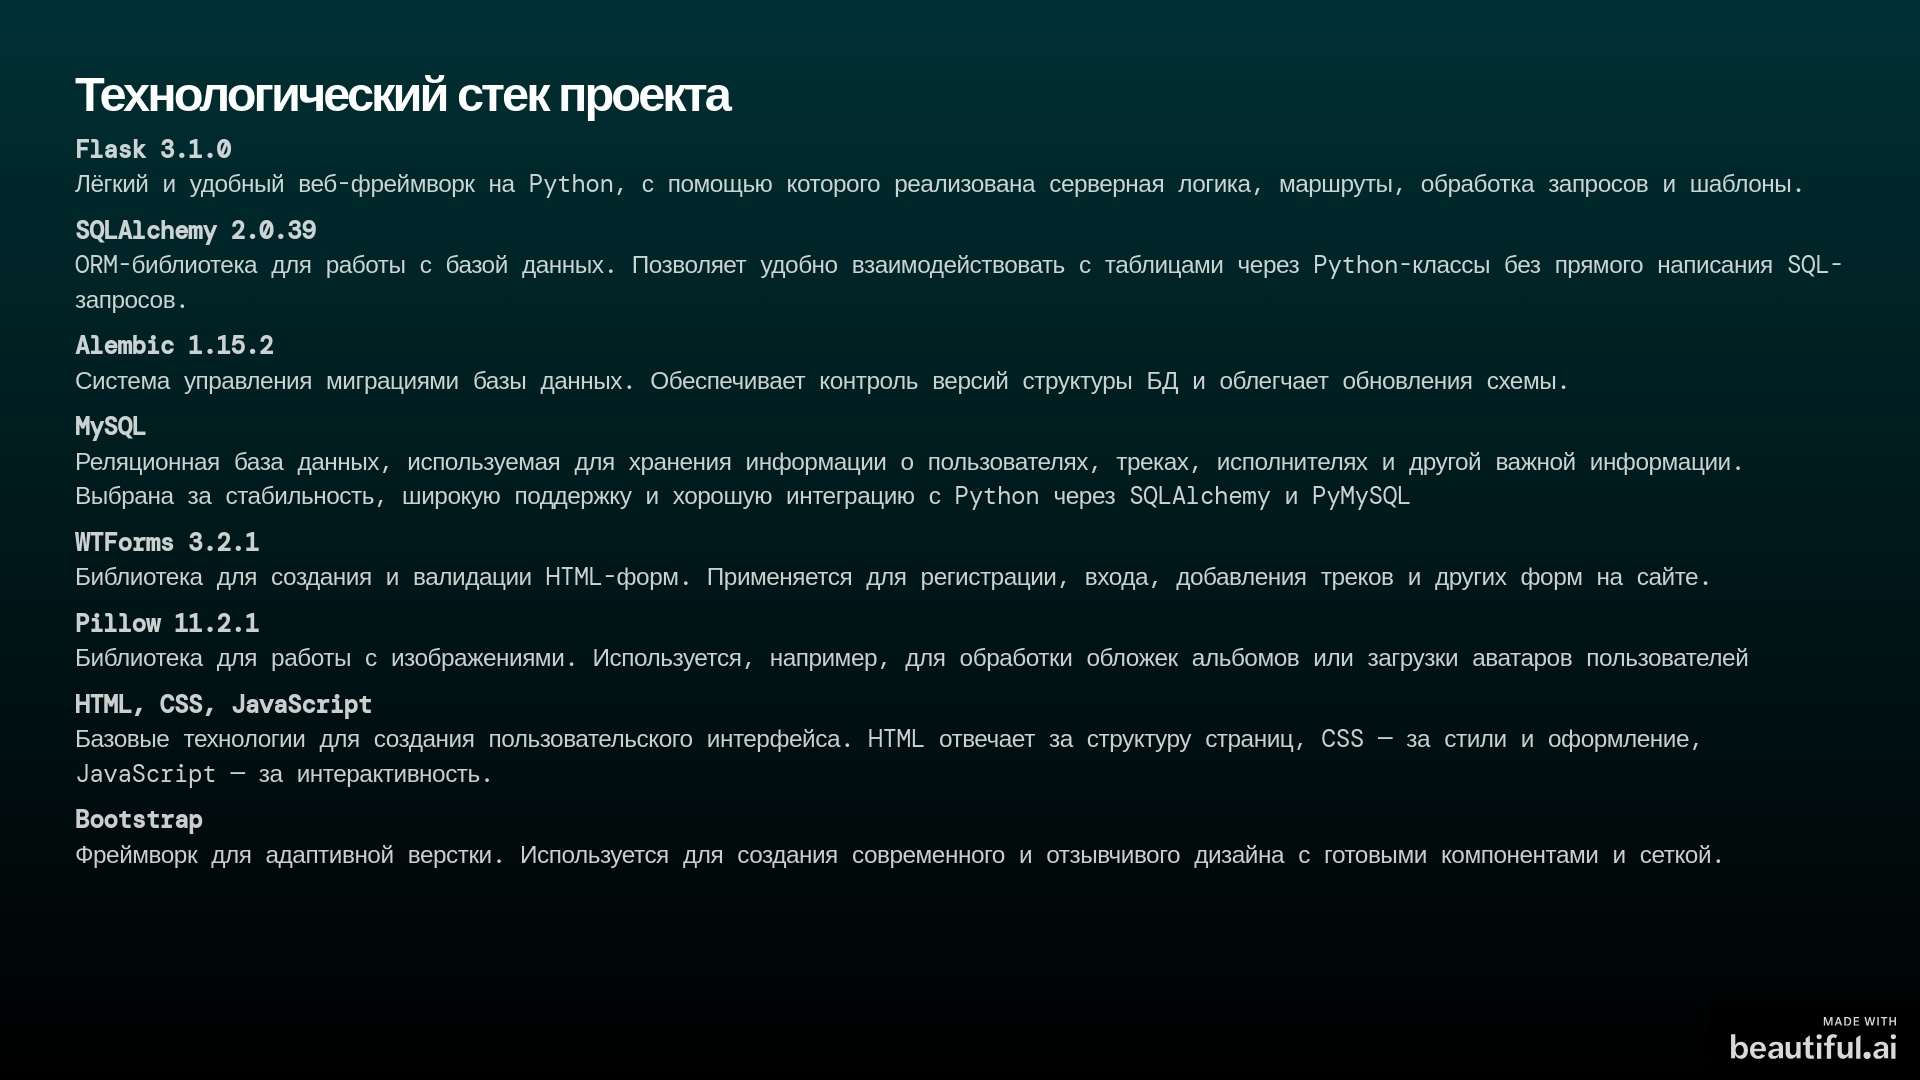 Технологический стек проекта
Flask 3.1.0
Лёгкий и удобный веб-фреймворк на Python, с помощью которого реализована серверная логика, маршруты, обработка запросов и шаблоны.
SQLAlchemy 2.0.39
ORM-библиотека для работы с базой данных. Позволяет удобно взаимодействовать с таблицами через Python-классы без прямого написания SQL-
запросов.
Alembic 1.15.2
Система управления миграциями базы данных. Обеспечивает контроль версий структуры БД и облегчает обновления схемы.
MySQL
Реляционная база данных, используемая для хранения информации о пользователях, треках, исполнителях и другой важной информации.
Выбрана за стабильность, широкую поддержку и хорошую интеграцию с Python через SQLAlchemy и PyMySQL
WTForms 3.2.1
Библиотека для создания и валидации HTML-форм. Применяется для регистрации, входа, добавления треков и других форм на сайте.
Pillow 11.2.1
Библиотека для работы с изображениями. Используется, например, для обработки обложек альбомов или загрузки аватаров пользователей
HTML, CSS, JavaScript
Базовые технологии для создания пользовательского интерфейса. HTML отвечает за структуру страниц, CSS — за стили и оформление,
JavaScript — за интерактивность.
Bootstrap
Фреймворк для адаптивной верстки. Используется для создания современного и отзывчивого дизайна с готовыми компонентами и сеткой.
MADE WITH
beautiful.ai